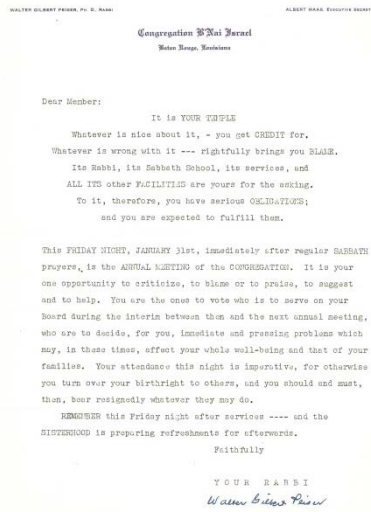 WALTER GILBERT PEISER, PH. D., RABBI
ALBERT HAAS, EXECUTIVE SECRET
Congregation B'Nai Israel
Baton Rouge, Louisiana
Dear Member:
It is YOUR TEMPLE
Whatever is nice about it, - you get CREDIT for.
Whatever is wrong with it --- rightfully brings you BLAME.
Its Rabbi, its Sabbath School, its services, and
ALL ITS other FACILITIES are yours for the asking.
To it, therefore, you have serious OBLIGATIONS;
and you are expected to fulfill them.
This FRIDAY NIGHT, JANUARY 31st, immediately after regular SABBATH
prayers, is the ANNUAL MEETING of the CONGREGATION. It is your
one opportunity to criticize, to blame or to praise, to suggest
and to help. You are the ones to vote who is to serve on your
Board during the interim between them and the next annual meeting,
who are to decide, for you, immediate and pressing problems which
may, in these times, affect your whole well-being and that of your
families. Your attendance this night is imperative, for otherwise
you turn over your birthright to others, and you should and must,
then, bear resignedly whatever they may do.
REMEMBER this Friday night after services ---- and the
SISTERHOOD is preparing refreshments for afterwards.
Faithfully
YOUR RABBI
Walter Gilbert Peiser